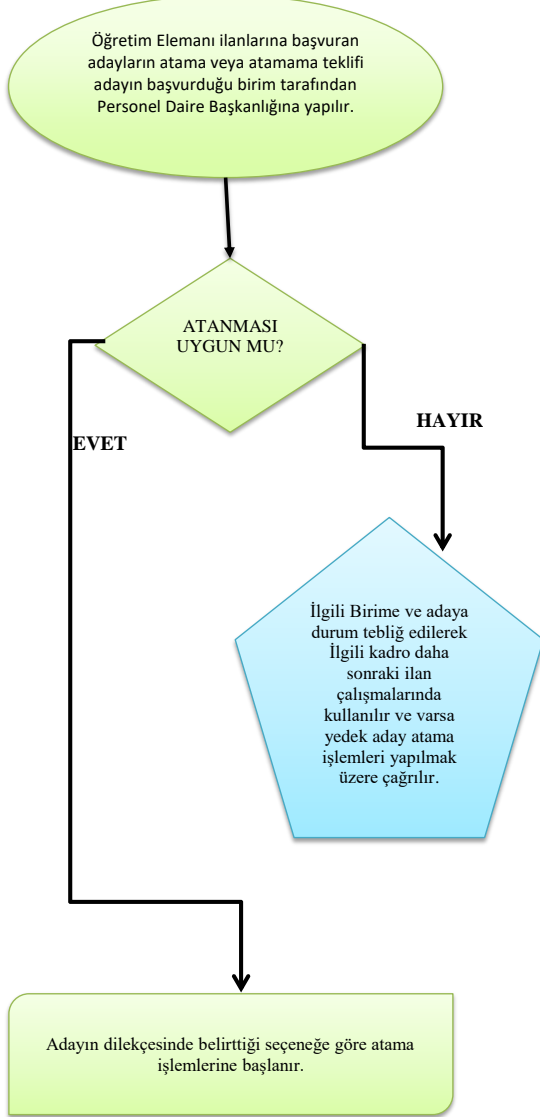 Öğretim Elemanı ilanlarına başvuran
adayların atama veya atamama teklifi
adayın başvurduğu birim tarafından
Personel Daire Başkanlığına yapılır.
ATANMASI
UYGUN MU?
HAYIR
EVET
İlgili Birime ve adaya
durum tebliğ edilerek
İlgili kadro daha
sonraki ilan
çalışmalarında
kullanılır ve varsa
yedek aday atama
işlemleri yapılmak
üzere çağrılır.
Adayın dilekçesinde belirttiği seçeneğe göre atama
işlemlerine başlanır.